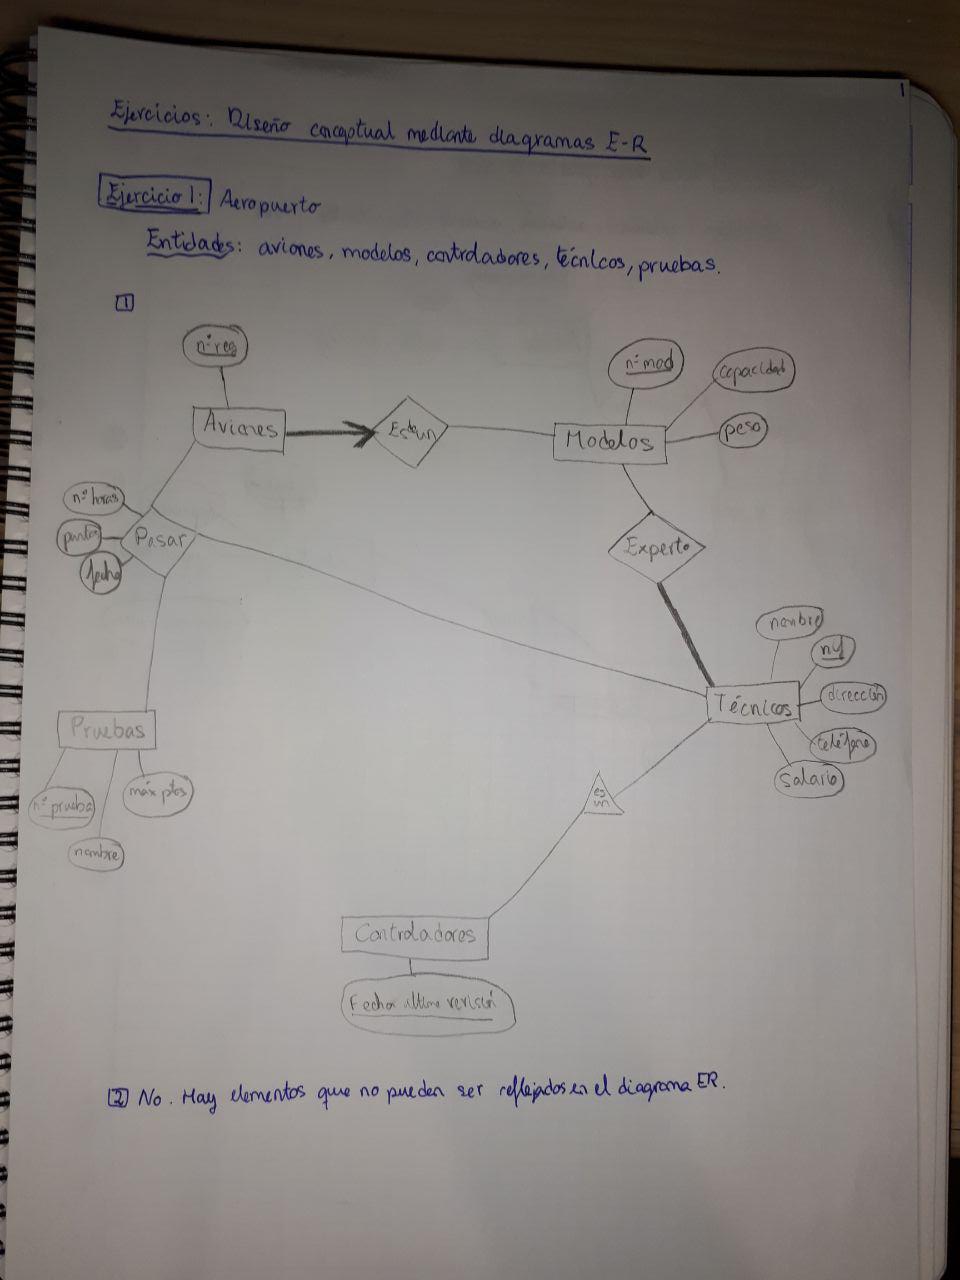 1
Ejercicios: Diseño conceptual mediante diagramas E-R
Ejercicio 1: Aeropuerto
Entidades: aviones, modelos, controladores, técnicos, pruebas.
1
nº reg
nº mod
capacidad
Aviones
Es de un
Modelos
peso
nº horas
puntos
fecha
Pasar
Experto
nombre
dirección
Técnicos
teléfono
salario
Pruebas
nº prueba
máx ptos
nombre
es un
Controladores
Fecha última revisión
2 No. Hay elementos que no pueden ser reflejados en el diagrama ER.